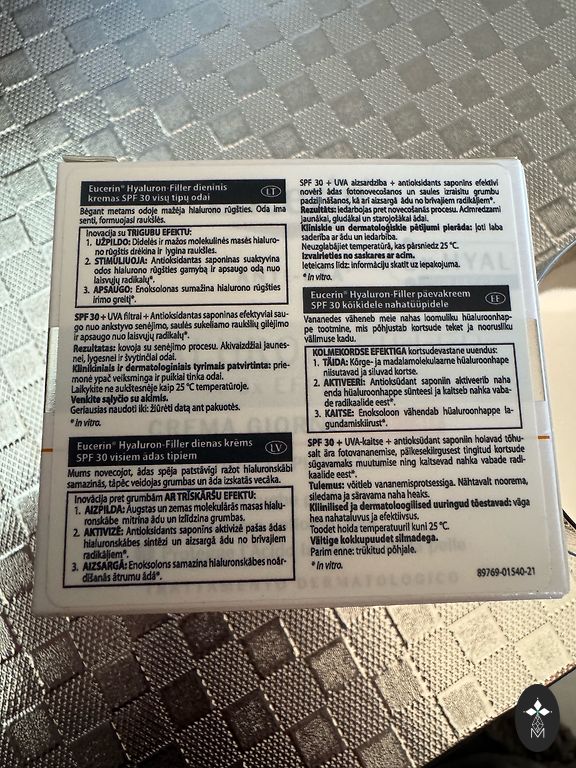 Eucerin® Hyaluron-Filler dieninis
kremas SPF 30 visų tipų odai
LT
Bėgant metams odoje mažėja hialurono rūgšties. Oda ima
senti, formuojasi raukšlės.
Inovacija su TRIGUBU EFEKTU:
1. UŽPILDO: Didelės ir mažos molekulinės masės hialuro-
no rūgštis drėkina ir lygina raukšles.
2. STIMULIUOJA: Antioksidantas saponinas suaktyvina
odos hialurono rūgšties gamybą ir apsaugo odą nuo
laisvųjų radikalų*.
3. APSAUGO: Enoksolonas sumažina hialurono rūgšties
irimo greitį*.
SPF 30 + UVA filtrai + Antioksidantas saponinas efektyviai sau-
go nuo ankstyvo senėjimo, saulės sukeliamo raukšlių gilėjimo
ir apsaugo nuo laisvųjų radikalų*.
Rezultatas: kovoja su senėjimo procesu. Akivaizdžiai jaunes-
nei, lygesnei ir švytinčiai odai.
Klinikiniais ir dermatologiniais tyrimais patvirtinta: prie-
monė ypač veiksminga ir puikiai tinka odai.
Laikykite ne aukštesnėje kaip 25 °C temperatūroje.
Venkite sąlyčio su akimis.
Geriausias naudoti iki: žiūrėti datą ant pakuotės.
* In vitro.
Eucerin® Hyaluron-Filler dienas krēms
SPF 30 visiem ādas tipiem
LV
Mums novecojot, ādas spēja patstāvīgi ražot hialuronskābi
samazinās, tāpēc veidojas grumbas un āda izskatās vecāka.
Inovācija pret grumbām AR TRĪSKĀRŠU EFEKTU:
1. AIZPILDA: Augstas un zemas molekulārās masas hialu-
ronskābe mitrina ādu un izlīdzina grumbas.
2. AKTIVIZĒ: Antioksidants saponīns aktivizē pašas ādas
hialuronskābes sintēzi un aizsargā ādu no brīvajiem
radikāļiem*.
3. AIZSARGĀ: Enoksolons samazina hialuronskābes noār-
dīšanās ātrumu ādā*.
SPF 30 + UVA aizsardzība + antioksidants saponīns efektīvi
novērš ādas fotonovecošanos un saules izraisītu grumbu
padziļināšanos, kā arī aizsargā ādu no brīvajiem radikāļiem*.
Rezultāts: iedarbojas pret novecošanās procesu. Acīmredzami
jaunākai, gludākai un starojošākai ādai.
Klīniskie un dermatoloģiskie pētījumi pierāda: ļoti laba
saderība ar ādu un iedarbība.
Neuzglabājiet temperatūrā, kas pārsniedz 25 °C.
Izvairieties no saskares ar acīm.
Ieteicams līdz: informāciju skatīt uz iepakojuma.
* In vitro.
Eucerin® Hyaluron-Filler päevakreem
SPF 30 kõikidele nahatüüpidele
EE
Vananedes väheneb meie nahas loomuliku hüaluroonhap-
pe tootmine, mis põhjustab kortsude teket ja noorusliku
välimuse kadu.
KOLMEKORDSE EFEKTIGA kortsudevastane uuendus:
1. TÄIDA: Kõrge- ja madalamolekulaarne hüaluroonhape
niisutavad ja siluvad kortse.
2. AKTIVEERI: Antioksüdant saponiin aktiveerib naha
enda hüaluroonhappe sünteesi ja kaitseb nahka vaba-
de radikaalide eest*.
3. KAITSE: Enoksoloon vähendab hüaluroonhappe la-
gundamiskiirust*.
SPF 30 + UVA-kaitse + antioksüdant saponiin hoiavad tõhu-
salt ära fotovananemise, päikesekiirgusest tingitud kortsude
sügavamaks muutumise ning kaitsevad nahka vabade radi-
kaalide eest*.
Tulemus: võitleb vananemisprotsessiga. Nähtavalt noorema,
siledama ja säravama naha heaks.
Kliinilised ja dermatoloogilised uuringud tõestavad: väga
hea nahataluvus ja efektiivsus.
Toodet hoida temperatuuril kuni 25 °C.
Vältige kokkupuudet silmadega.
Parim enne: trükitud põhjale.
* In vitro.
89769-01540-21